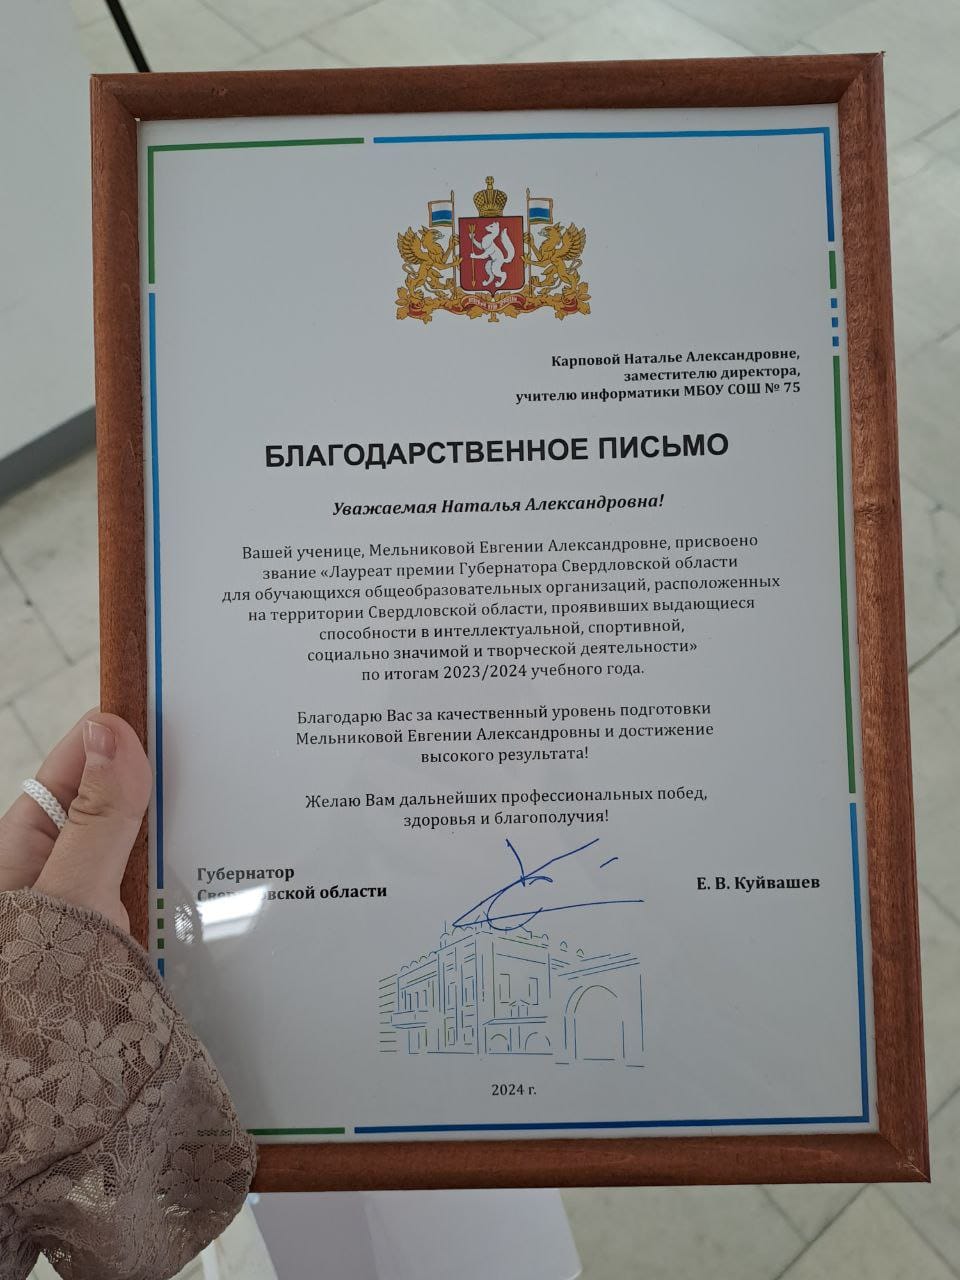 Карповой Наталье Александровне,
заместителю директора,
учителю информатики МБОУ СОШ № 75
БЛАГОДАРСТВЕННОЕ ПИСЬМО
Уважаемая Наталья Александровна!
Вашей ученице, Мельниковой Евгении Александровне, присвоено
звание «Лауреат премии Губернатора Свердловской области
для обучающихся общеобразовательных организаций, расположенных
на территории Свердловской области, проявивших выдающиеся
способности в интеллектуальной, спортивной,
социально значимой и творческой деятельности»
по итогам 2023/2024 учебного года.
Благодарю Вас за качественный уровень подготовки
Мельниковой Евгении Александровны и достижение
высокого результата!
Желаю Вам дальнейших профессиональных побед,
здоровья и благополучия!
Губернатор
Свердловской области
Е. В. Куйвашев
2024 г.